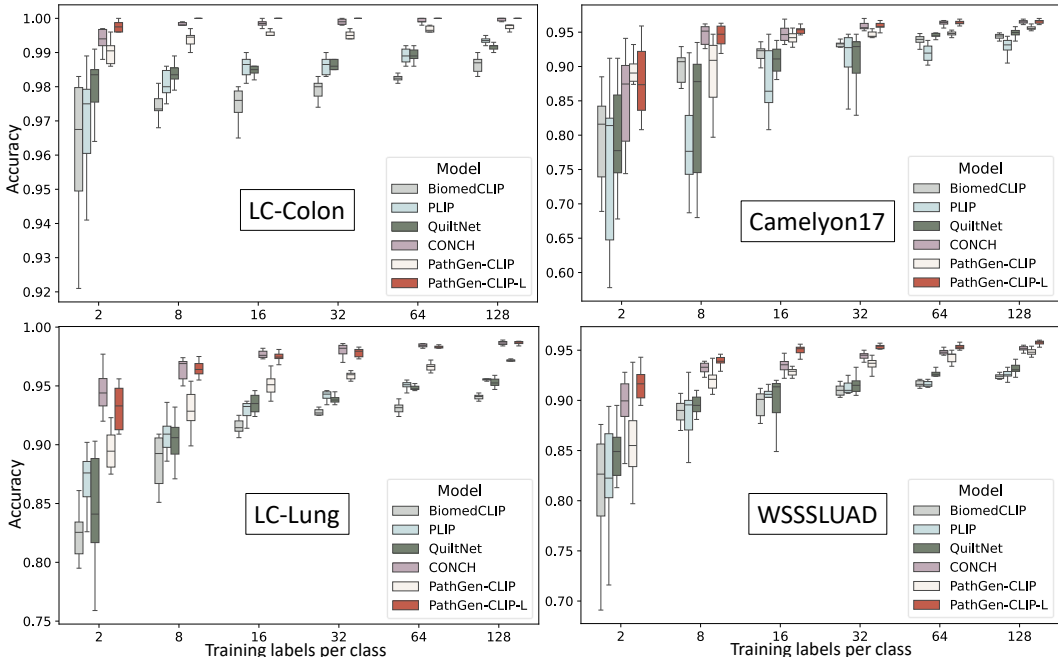 Accuracy
1.00
0.99
0.98
0.97
0.96
0.95
0.94
0.93
0.92
2 8 16 32 64 128
LC-Colon
Model
BiomedCLIP
PLIP
QuiltNet
CONCH
PathGen-CLIP
PathGen-CLIP-L
0.95
0.90
0.85
0.80
0.75
0.70
0.65
0.60
2 8 16 32 64 128
Camelyon17
Model
BiomedCLIP
PLIP
QuiltNet
CONCH
PathGen-CLIP
PathGen-CLIP-L
Accuracy
1.00
0.95
0.90
0.85
0.80
0.75
2 8 16 32 64 128
Training labels per class
LC-Lung
Model
BiomedCLIP
PLIP
QuiltNet
CONCH
PathGen-CLIP
PathGen-CLIP-L
0.95
0.90
0.85
0.80
0.75
0.70
2 8 16 32 64 128
Training labels per class
WSSSLUAD
Model
BiomedCLIP
PLIP
QuiltNet
CONCH
PathGen-CLIP
PathGen-CLIP-L